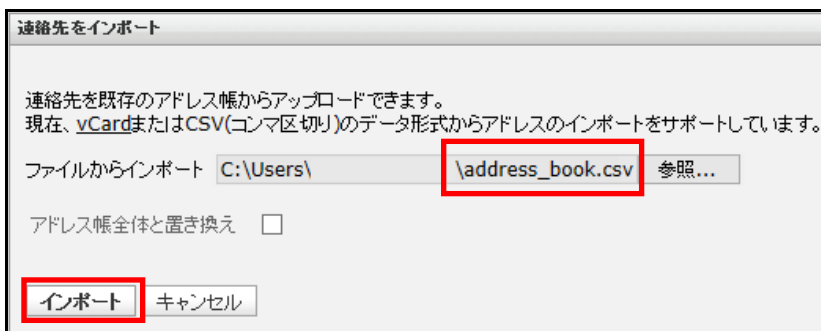 連絡先をインポート
連絡先を既存のアドレス帳からアップロードできます。
現在、vCardまたはCSV(コンマ区切り)のデータ形式からアドレスのインポートをサポートしています。
ファイルからインポート C:\Users\ \address_book.csv 参照...
アドレス帳全体と置き換え
インポート キャンセル